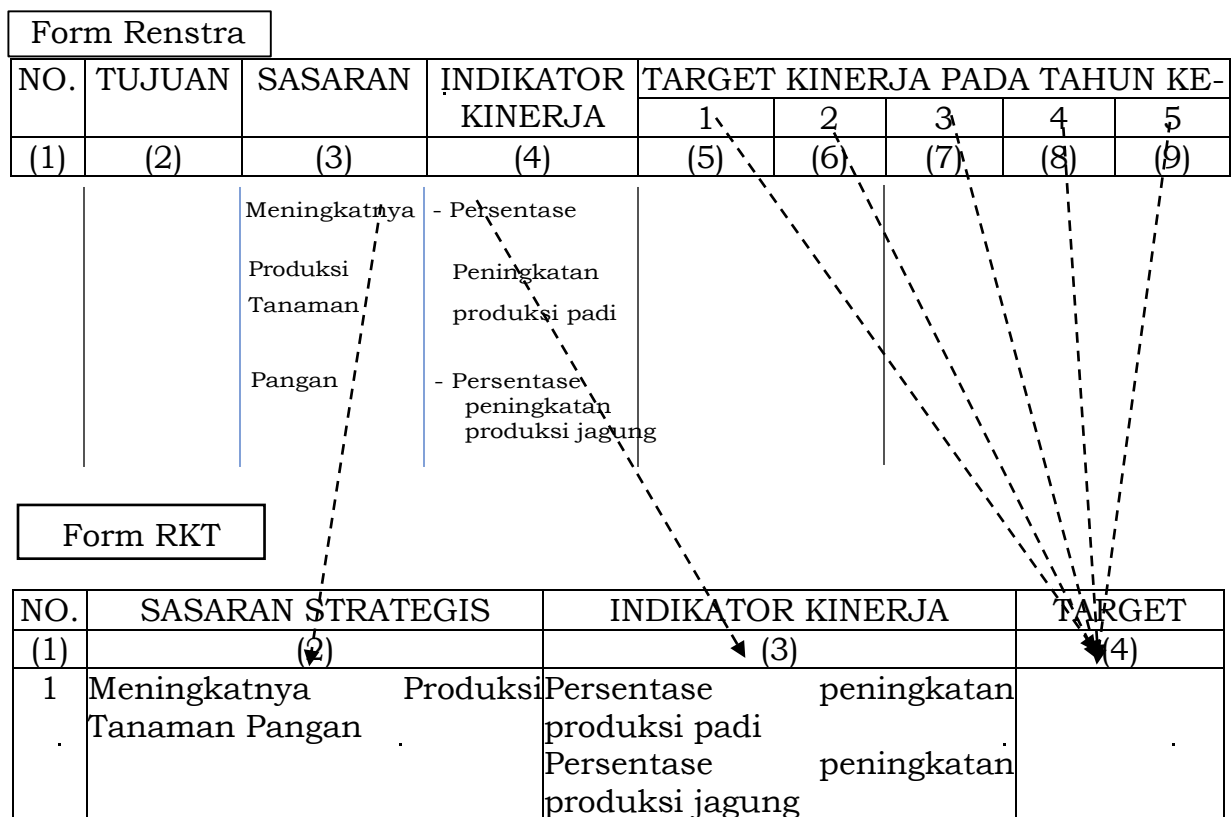 Form Renstra
NO. TUJUAN SASARAN INDIKATOR KINERJA TARGET KINERJA PADA TAHUN KE-
1 2 3 4 5
(1) (2) (3) (4) (5) (6) (7) (8) (9)
Meningkatnya - Persentase
Produksi Peningkatan
Tanaman produksi padi
Pangan - Persentase
peningkatan
produksi jagung
Form RKT
NO. SASARAN STRATEGIS INDIKATOR KINERJA TARGET
(1) (2) (3) (4)
1 Meningkatnya Produksi Persentase peningkatan
Tanaman Pangan produksi padi
Persentase peningkatan
produksi jagung